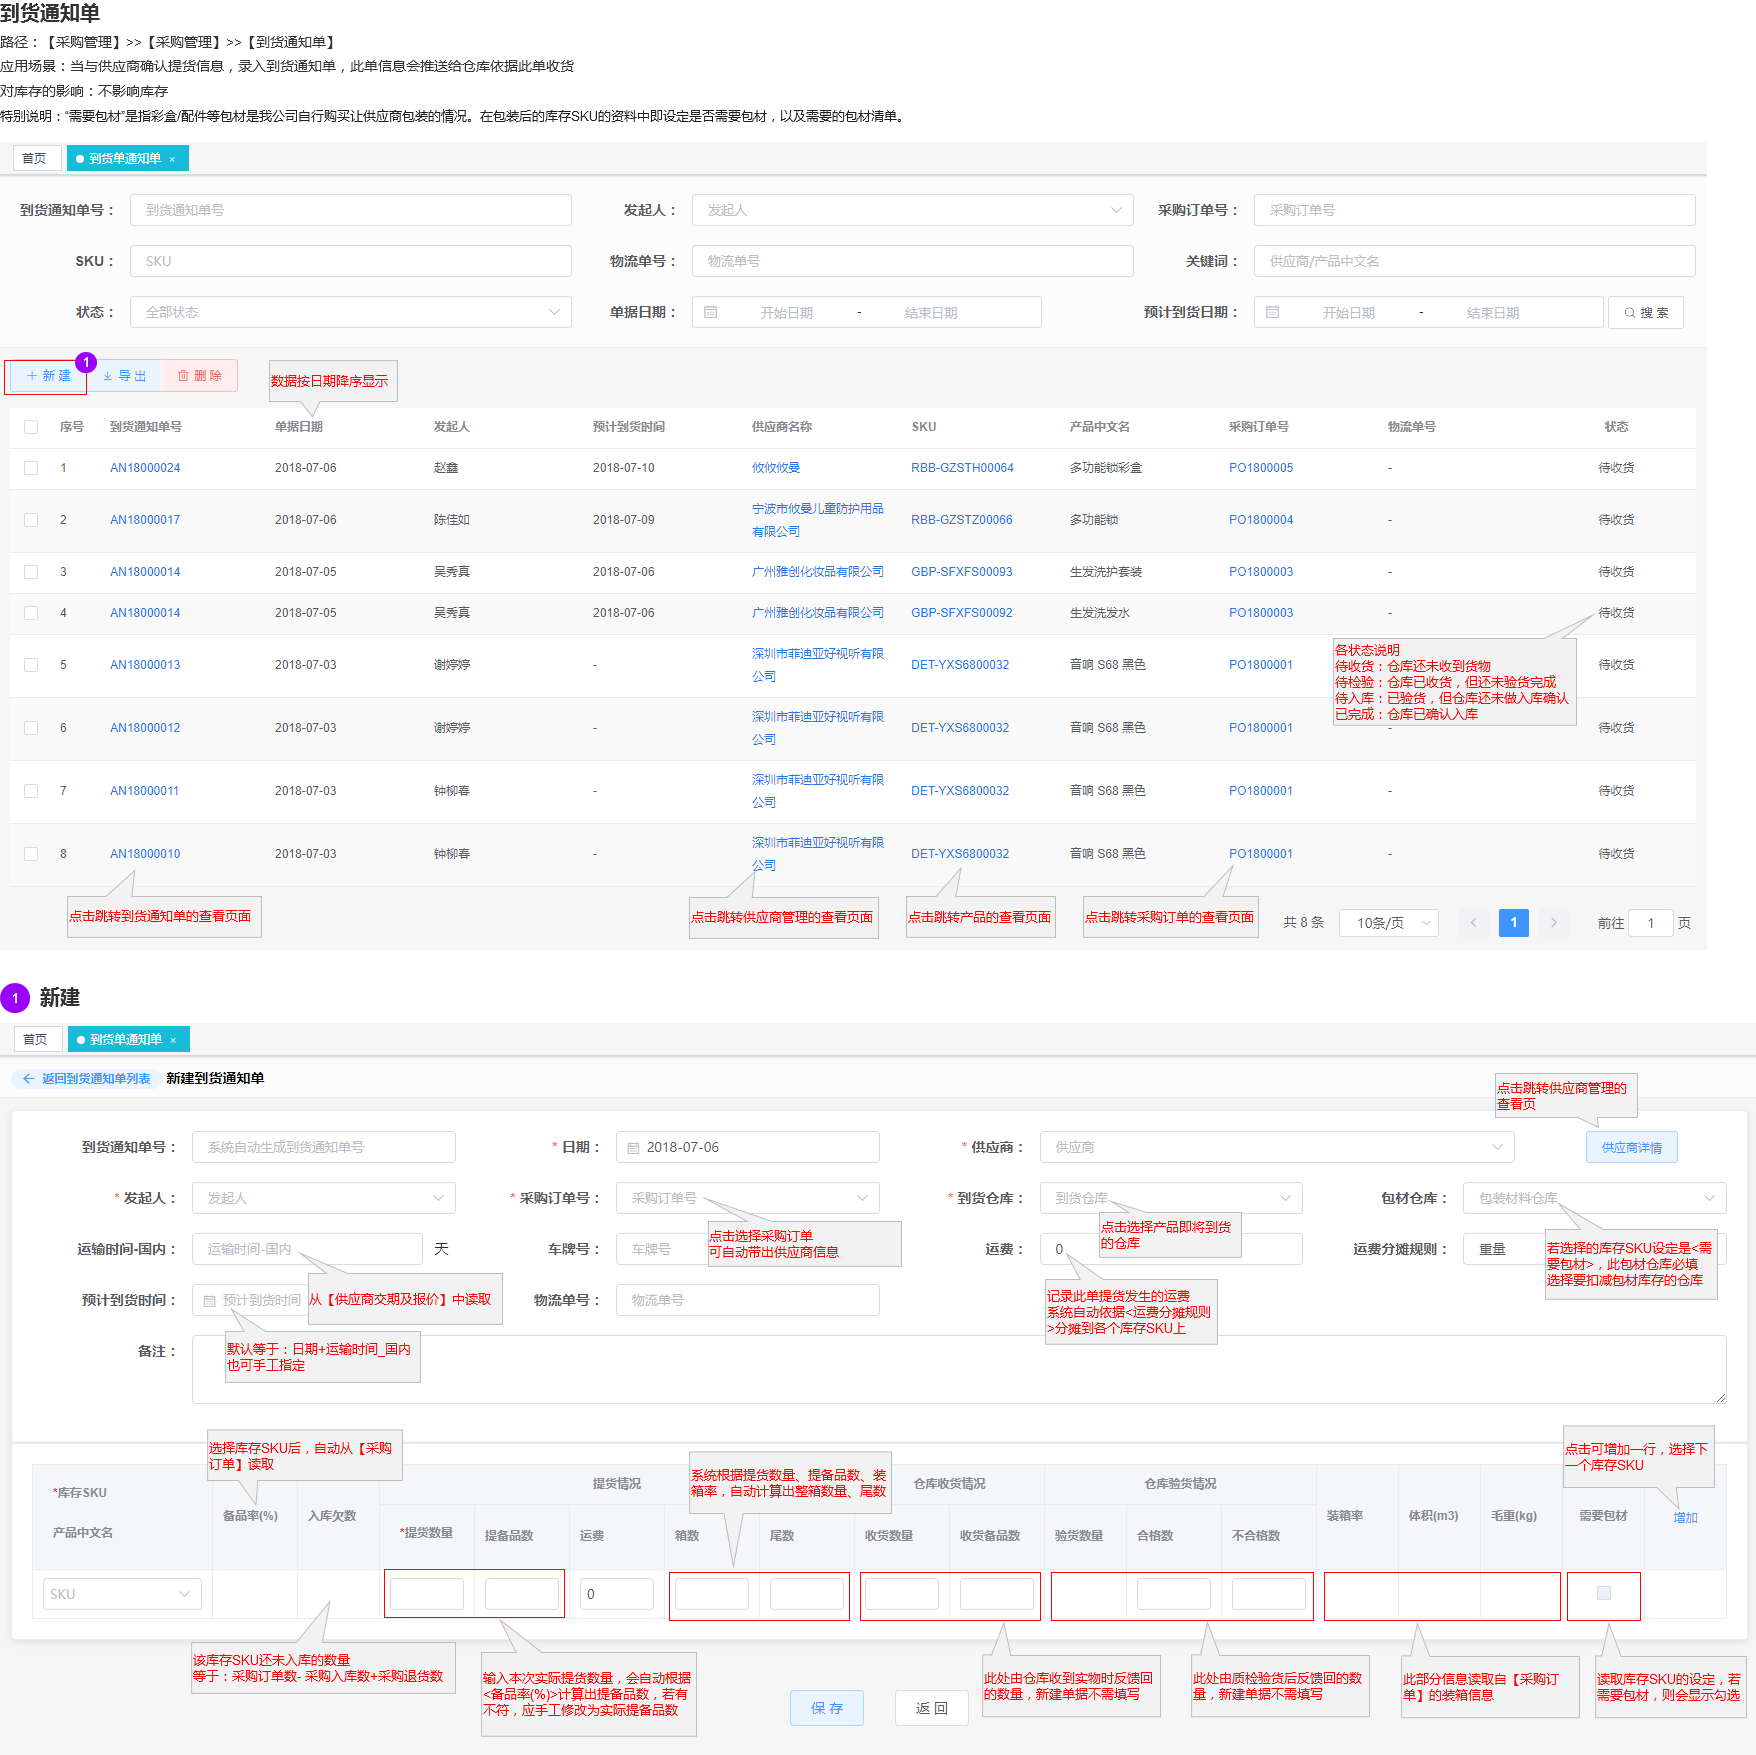 到货通知单
路径：【采购管理】>>【采购管理】>>【到货通知单】
应用场景：当与供应商确认提货信息，录入到货通知单，此单信息会推送给仓库依据此单收货
对库存的影响：不影响库存
特别说明：“需要包材”是指彩盒/配件等包材是我公司自行购买让供应商包装的情况。在包装后的库存SKU的资料中即设定是否需要包材，以及需要的包材清单。
首页 到货单通知单 ×
到货通知单号： 到货通知单号 发起人： 发起人 采购订单号： 采购订单号
SKU： SKU 物流单号： 物流单号 关键词： 供应商/产品中文名
状态： 全部状态 单据日期： 开始日期 - 结束日期 预计到货日期： 开始日期 - 结束日期 搜 索
+ 新 建 1 导 出 删 除 数据按日期降序显示
序号 到货通知单号 单据日期 发起人 预计到货时间 供应商名称 SKU 产品中文名 采购订单号 物流单号 状态
1 AN18000024 2018-07-06 赵鑫 2018-07-10 攸攸攸曼 RBB-GZSTH00064 多功能锁彩盒 PO1800005 - 待收货
2 AN18000017 2018-07-06 陈佳如 2018-07-09 宁波市攸曼儿童防护用品有限公司 RBB-GZSTZ00066 多功能锁 PO1800004 - 待收货
3 AN18000014 2018-07-05 吴秀真 2018-07-06 广州雅创化妆品有限公司 GBP-SFXFS00093 生发洗护套装 PO1800003 - 待收货
4 AN18000014 2018-07-05 吴秀真 2018-07-06 广州雅创化妆品有限公司 GBP-SFXFS00092 生发洗发水 PO1800003 - 待收货
5 AN18000013 2018-07-03 谢婷婷 - 深圳市菲迪亚好视听有限公司 DET-YXS6800032 音响 S68 黑色 PO1800001 待收货
各状态说明
待收货：仓库还未收到货物
待检验：仓库已收货，但还未验货完成
待入库：已验货，但仓库还未做入库确认
已完成：仓库已确认入库
6 AN18000012 2018-07-03 谢婷婷 - 深圳市菲迪亚好视听有限公司 DET-YXS6800032 音响 S68 黑色 PO1800001 - 待收货
7 AN18000011 2018-07-03 钟柳春 - 深圳市菲迪亚好视听有限公司 DET-YXS6800032 音响 S68 黑色 PO1800001 - 待收货
8 AN18000010 2018-07-03 钟柳春 - 深圳市菲迪亚好视听有限公司 DET-YXS6800032 音响 S68 黑色 PO1800001 - 待收货
点击跳转到货通知单的查看页面 点击跳转供应商管理的查看页面 点击跳转产品的查看页面 点击跳转采购订单的查看页面 共 8 条 10条/页 < 1 > 前往 1 页
1 新建
首页 到货单通知单 ×
← 返回到货通知单列表 新建到货通知单
点击跳转供应商管理的
查看页
到货通知单号： 系统自动生成到货通知单号 * 日期： 2018-07-06 * 供应商： 供应商 供应商详情
* 发起人： 发起人 * 采购订单号： 采购订单号 * 到货仓库： 到货仓库 包材仓库： 包装材料仓库
点击选择采购订单
可自动带出供应商信息
点击选择产品即将到货
的仓库
运输时间-国内： 运输时间-国内 天 车牌号： 车牌号 运费： 0 运费分摊规则： 重量
若选择的库存SKU设定是<需
要包材>，此包材仓库必填
选择要扣减包材库存的仓库
预计到货时间： 预计到货时间 从【供应商交期及报价】中读取 物流单号： 物流单号
记录此单提货发生的运费
系统自动依据<运费分摊规则
>分摊到各个库存SKU上
备注：
默认等于：日期+运输时间_国内
也可手工指定
选择库存SKU后，自动从【采购
订单】读取
系统根据提货数量、提备品数、装
箱率，自动计算出整箱数量、尾数
点击可增加一行，选择下
一个库存SKU
提货情况 仓库收货情况 仓库验货情况
*库存SKU
产品中文名
备品率(%) 入库欠数 *提货数量 提备品数 运费 箱数 尾数 收货数量 收货备品数 验货数量 合格数 不合格数 装箱率 体积(m3) 毛重(kg) 需要包材 增加
SKU 0
该库存SKU还未入库的数量
等于：采购订单数- 采购入库数+采购退货数
输入本次实际提货数量，会自动根据
<备品率(%)>计算出提备品数，若有
不符，应手工修改为实际提备品数
此处由仓库收到实物时反馈回
的数量，新建单据不需填写
此处由质检验货后反馈回的数
量，新建单据不需填写
此部分信息读取自【采购订
单】的装箱信息
读取库存SKU的设定，若
需要包材，则会显示勾选
保 存 返 回